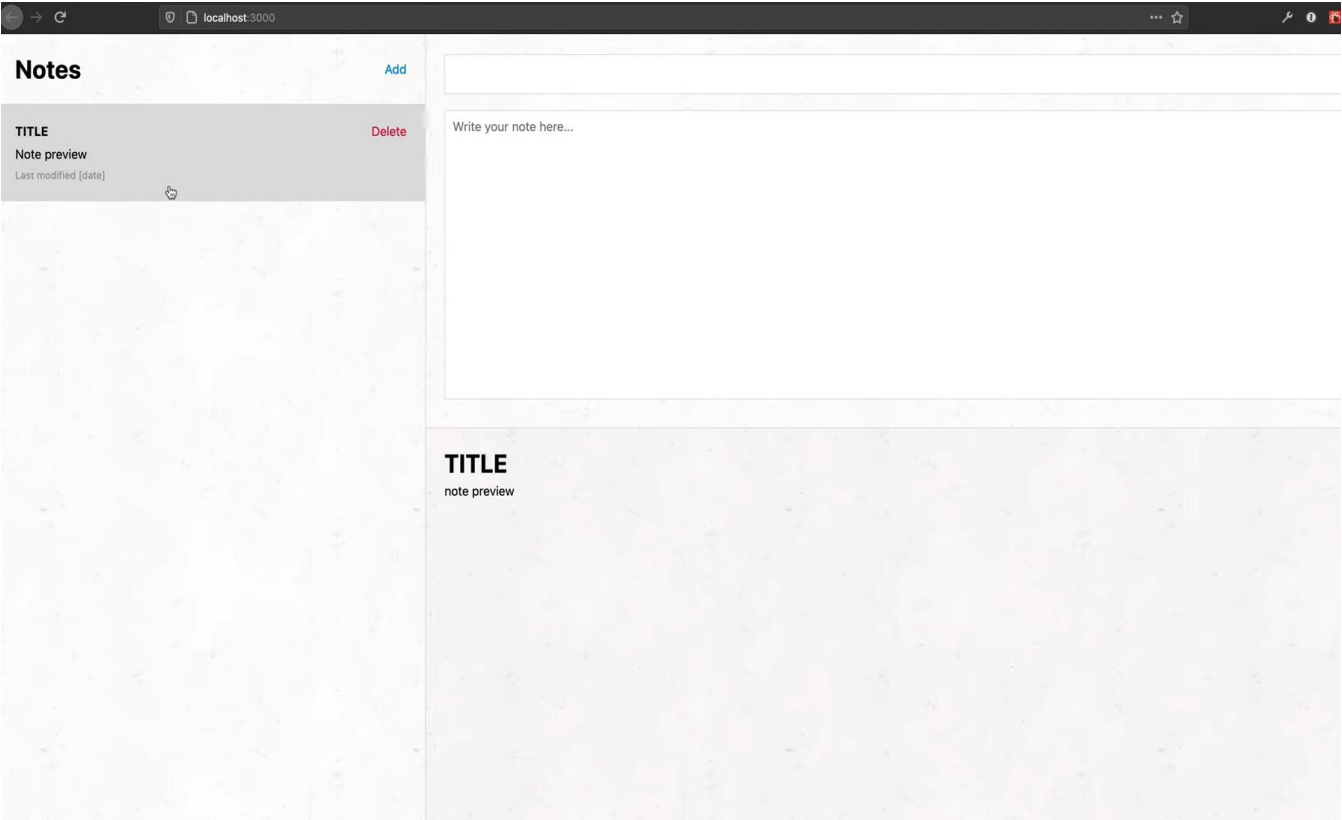 localhost:3000
Notes
Add
TITLE
Delete
Note preview
Last modified [date]
Write your note here...
TITLE
note preview